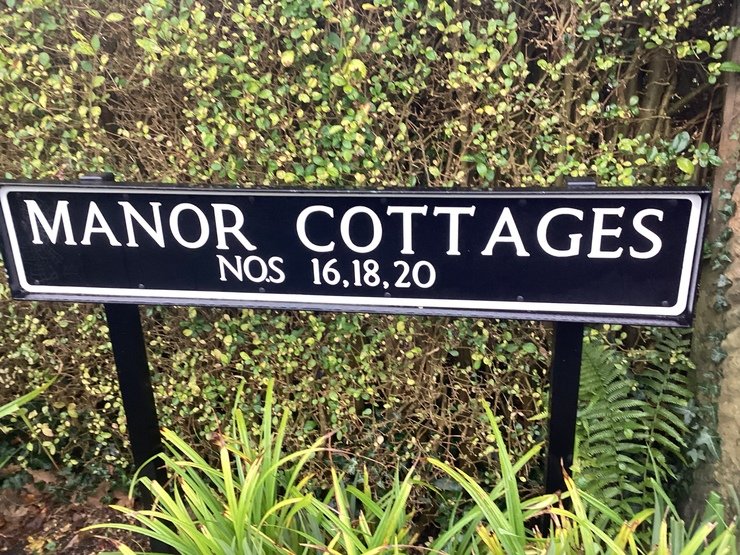 MANOR COTTAGES
NOS 16,18,20